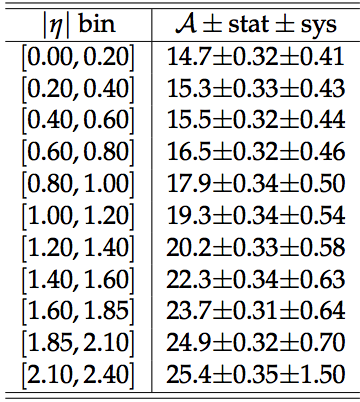 |η| bin A ± stat ± sys
[0.00, 0.20] 14.7±0.32±0.41
[0.20, 0.40] 15.3±0.33±0.43
[0.40, 0.60] 15.5±0.32±0.44
[0.60, 0.80] 16.5±0.32±0.46
[0.80, 1.00] 17.9±0.34±0.50
[1.00, 1.20] 19.3±0.34±0.54
[1.20, 1.40] 20.2±0.33±0.58
[1.40, 1.60] 22.3±0.34±0.63
[1.60, 1.85] 23.7±0.31±0.64
[1.85, 2.10] 24.9±0.32±0.70
[2.10, 2.40] 25.4±0.35±1.50